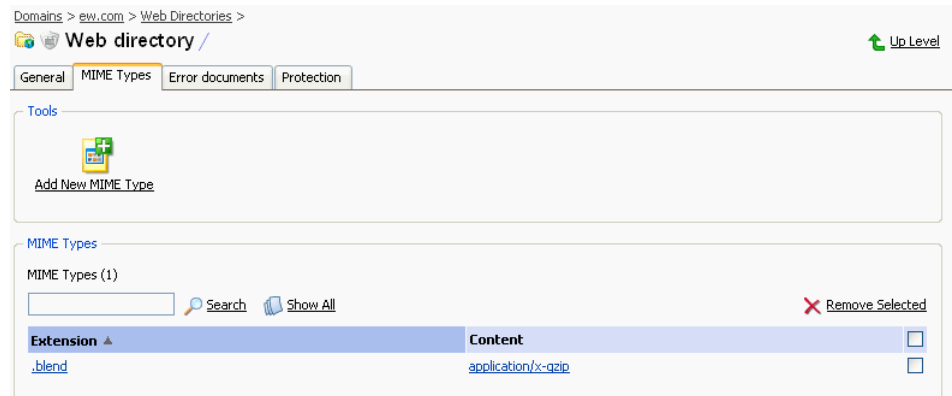 Domains > ew.com > Web Directories >
Web directory /
Up Level
General MIME Types Error documents Protection
Tools
Add New MIME Type
MIME Types
MIME Types (1)
Search Show All Remove Selected
Extension Content
.blend application/x-gzip